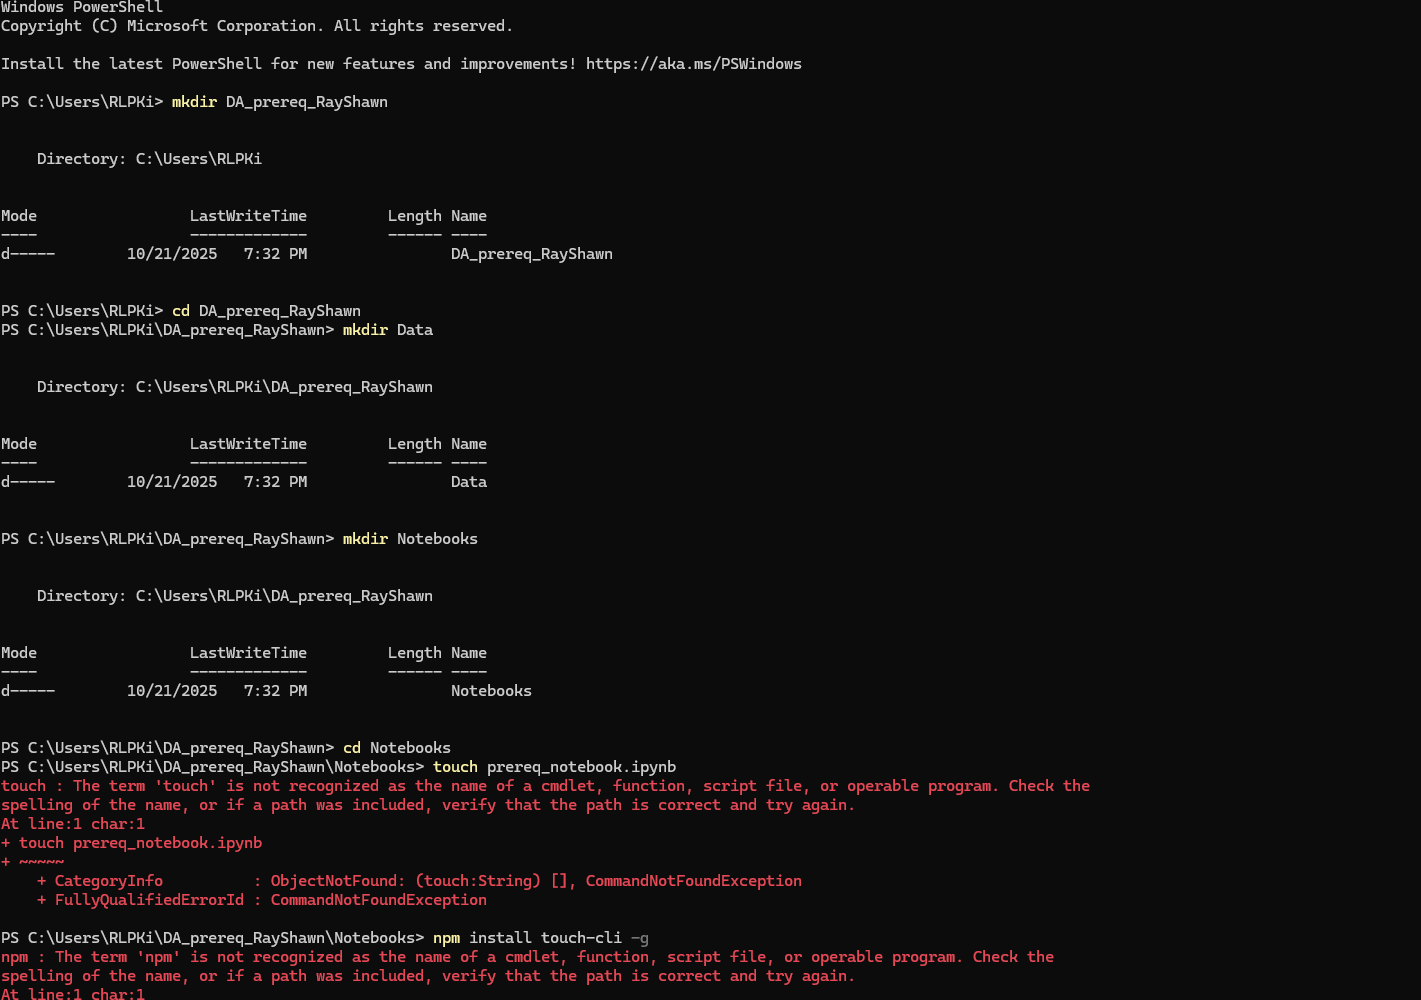 Windows PowerShell
Copyright (C) Microsoft Corporation. All rights reserved.
Install the latest PowerShell for new features and improvements! https://aka.ms/PSWindows
PS C:\Users\RLPKi> mkdir DA_prereq_RayShawn
Directory: C:\Users\RLPKi
Mode                 LastWriteTime         Length Name
----                 -------------         ------ ----
d-----        10/21/2025   7:32 PM                DA_prereq_RayShawn
PS C:\Users\RLPKi> cd DA_prereq_RayShawn
PS C:\Users\RLPKi\DA_prereq_RayShawn> mkdir Data
Directory: C:\Users\RLPKi\DA_prereq_RayShawn
Mode                 LastWriteTime         Length Name
----                 -------------         ------ ----
d-----        10/21/2025   7:32 PM                Data
PS C:\Users\RLPKi\DA_prereq_RayShawn> mkdir Notebooks
Directory: C:\Users\RLPKi\DA_prereq_RayShawn
Mode                 LastWriteTime         Length Name
----                 -------------         ------ ----
d-----        10/21/2025   7:32 PM                Notebooks
PS C:\Users\RLPKi\DA_prereq_RayShawn> cd Notebooks
PS C:\Users\RLPKi\DA_prereq_RayShawn\Notebooks> touch prereq_notebook.ipynb
touch : The term 'touch' is not recognized as the name of a cmdlet, function, script file, or operable program. Check the
spelling of the name, or if a path was included, verify that the path is correct and try again.
At line:1 char:1
+ touch prereq_notebook.ipynb
+ ~~~~~
+ CategoryInfo          : ObjectNotFound: (touch:String) [], CommandNotFoundException
+ FullyQualifiedErrorId : CommandNotFoundException
PS C:\Users\RLPKi\DA_prereq_RayShawn\Notebooks> npm install touch-cli -g
npm : The term 'npm' is not recognized as the name of a cmdlet, function, script file, or operable program. Check the
spelling of the name, or if a path was included, verify that the path is correct and try again.
At line:1 char:1